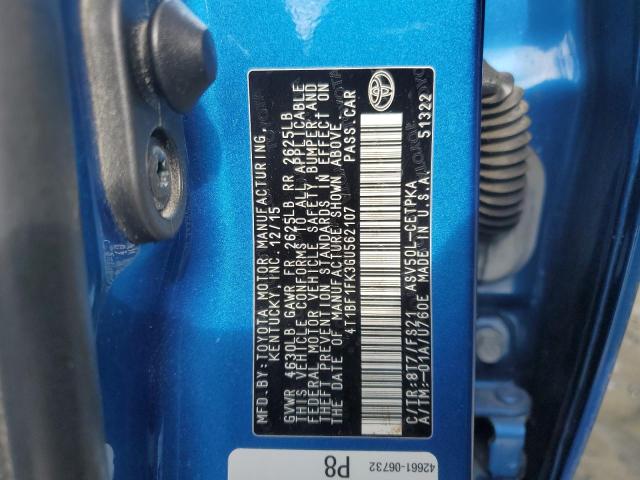 MFD.BY:TOYOTA MOTOR MANUFACTURING,
KENTUCKY, INC. 12/15
GVWR 4630LB GAWR FR 2625LB RR 2625LB
THIS VEHICLE CONFORMS TO ALL APPLICABLE
FEDERAL MOTOR VEHICLE SAFETY, BUMPER, AND
THEFT PREVENTION STANDARDS IN EFFECT ON
THE DATE OF MANUFACTURE SHOWN ABOVE.
4T1BF1FK3GU562107 PASS.CAR
C/TR:8T7/FS21 ASV50L-CETPKA
A/TM:-01A/U760E MADE IN U.S.A. 51322
42661-06732
P8